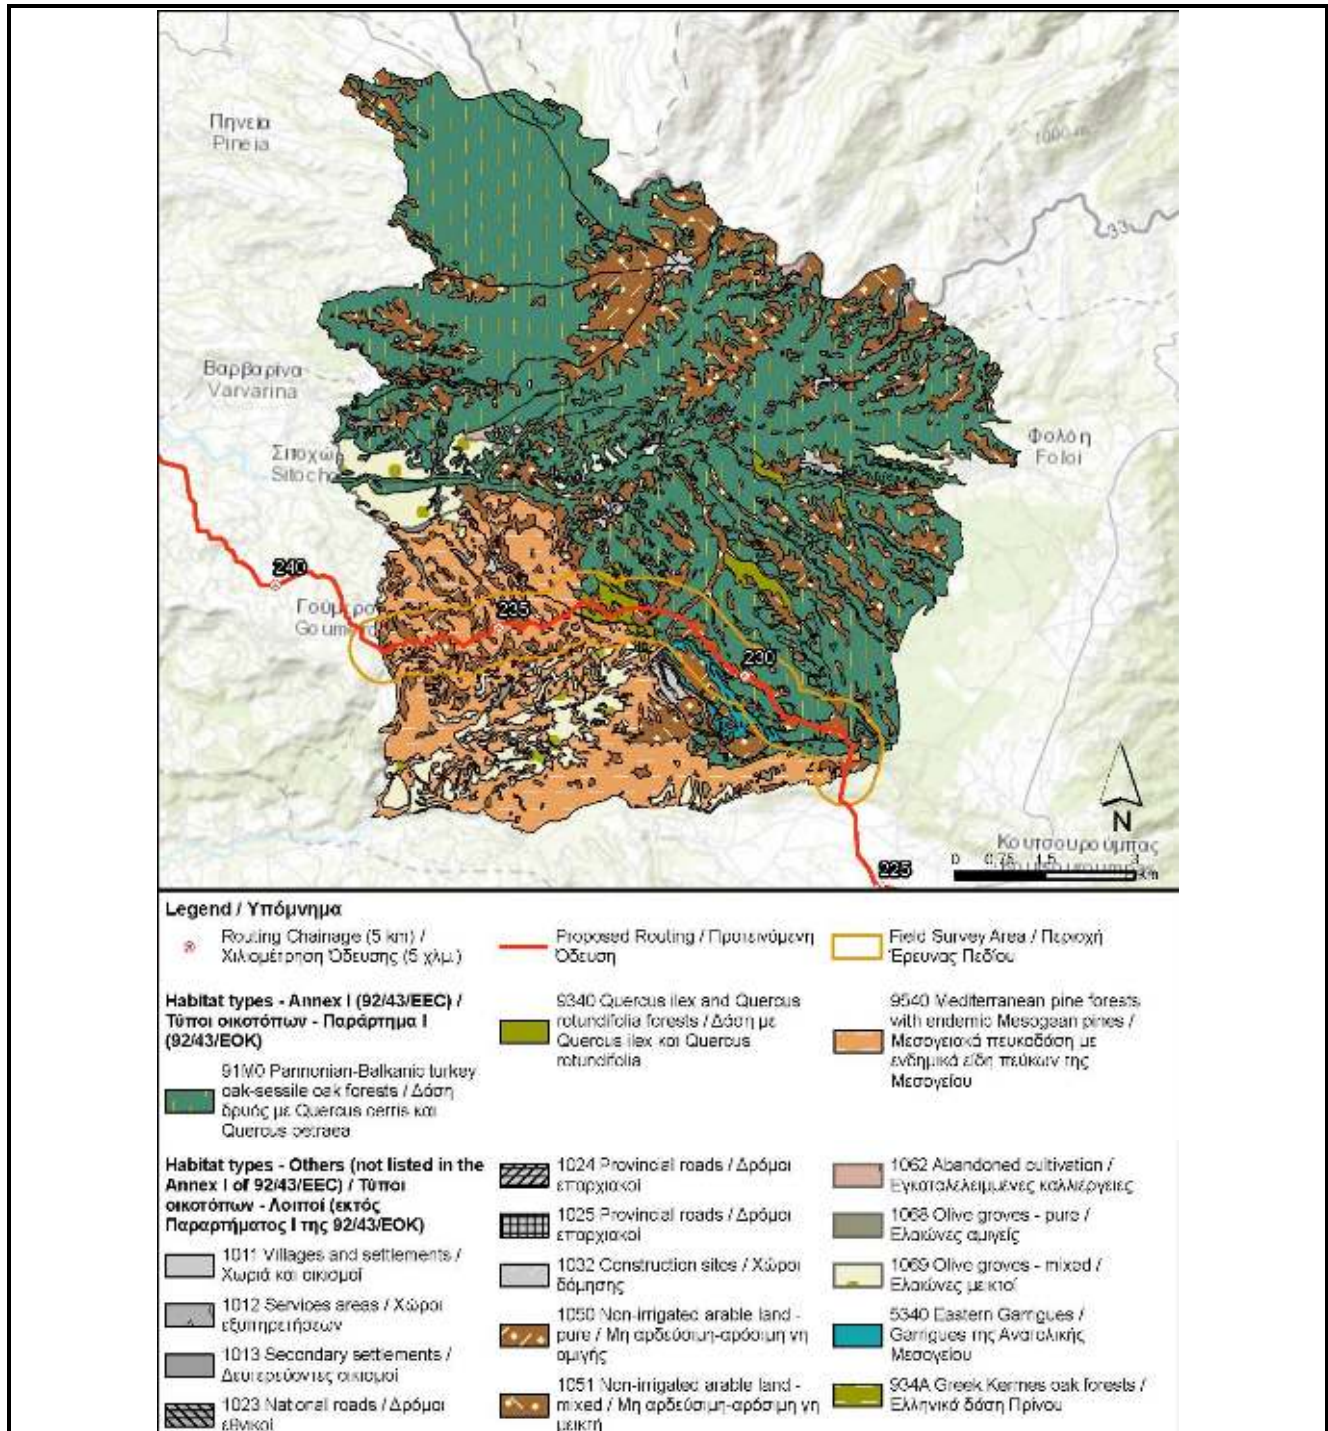 Πηνεία
Pineia
1000 m
33
Βαρβαρίνα
Varvarina
Φολόη
Foloi
240
Γούμερο
235
230
N
225
0 0,75 1,5 3
Legend / Υπόμνημα
Routing Chainage (5 km) /
Χιλιομέτρηση Όδευσης (5 χλμ.)
Proposed Routing / Προτεινόμενη
Όδευση
Field Survey Area / Περιοχή
Έρευνας Πεδίου
Habitat types - Annex I (92/43/EEC) /
Τύποι οικοτόπων - Παράρτημα I
(92/43/ΕΟΚ)
91M0 Pannonian-Balkanic turkey
oak-sessile oak forests / Δάση
δρυός με Quercus cerris και
Quercus petraea
9340 Quercus ilex and Quercus
rotundifolia forests / Δάση με
Quercus ilex και Quercus
rotundifolia
9540 Mediterranean pine forests
with endemic Mesogean pines /
Μεσογειακά πευκοδάση με
ενδημικά είδη πεύκων της
Μεσογείου
Habitat types - Others (not listed in the
Annex I of 92/43/EEC) / Τύποι
οικοτόπων - Λοιποί (εκτός
Παραρτήματος I της 92/43/ΕΟΚ)
1011 Villages and settlements /
Χωριά και οικισμοί
1012 Services areas / Χώροι
εξυπηρετήσεων
1013 Secondary settlements /
Δευτερεύοντες οικισμοί
1023 National roads / Δρόμοι
εθνικοί
1024 Provincial roads / Δρόμοι
επαρχιακοί
1025 Provincial roads / Δρόμοι
επαρχιακοί
1032 Construction sites / Χώροι
δόμησης
1050 Non-irrigated arable land -
pure / Μη αρδεύσιμη-αρόσιμη γη
αμιγής
1051 Non-irrigated arable land -
mixed / Μη αρδεύσιμη-αρόσιμη γη
μεικτή
1062 Abandoned cultivation /
Εγκαταλελειμμένες καλλιέργειες
1068 Olive groves - pure /
Ελαιώνες αμιγείς
1069 Olive groves - mixed /
Ελαιώνες μεικτοί
5340 Eastern Garrigues /
Garrigues της Ανατολικής
Μεσογείου
934A Greek Kermes oak forests /
Ελληνικά δάση Πρίνου